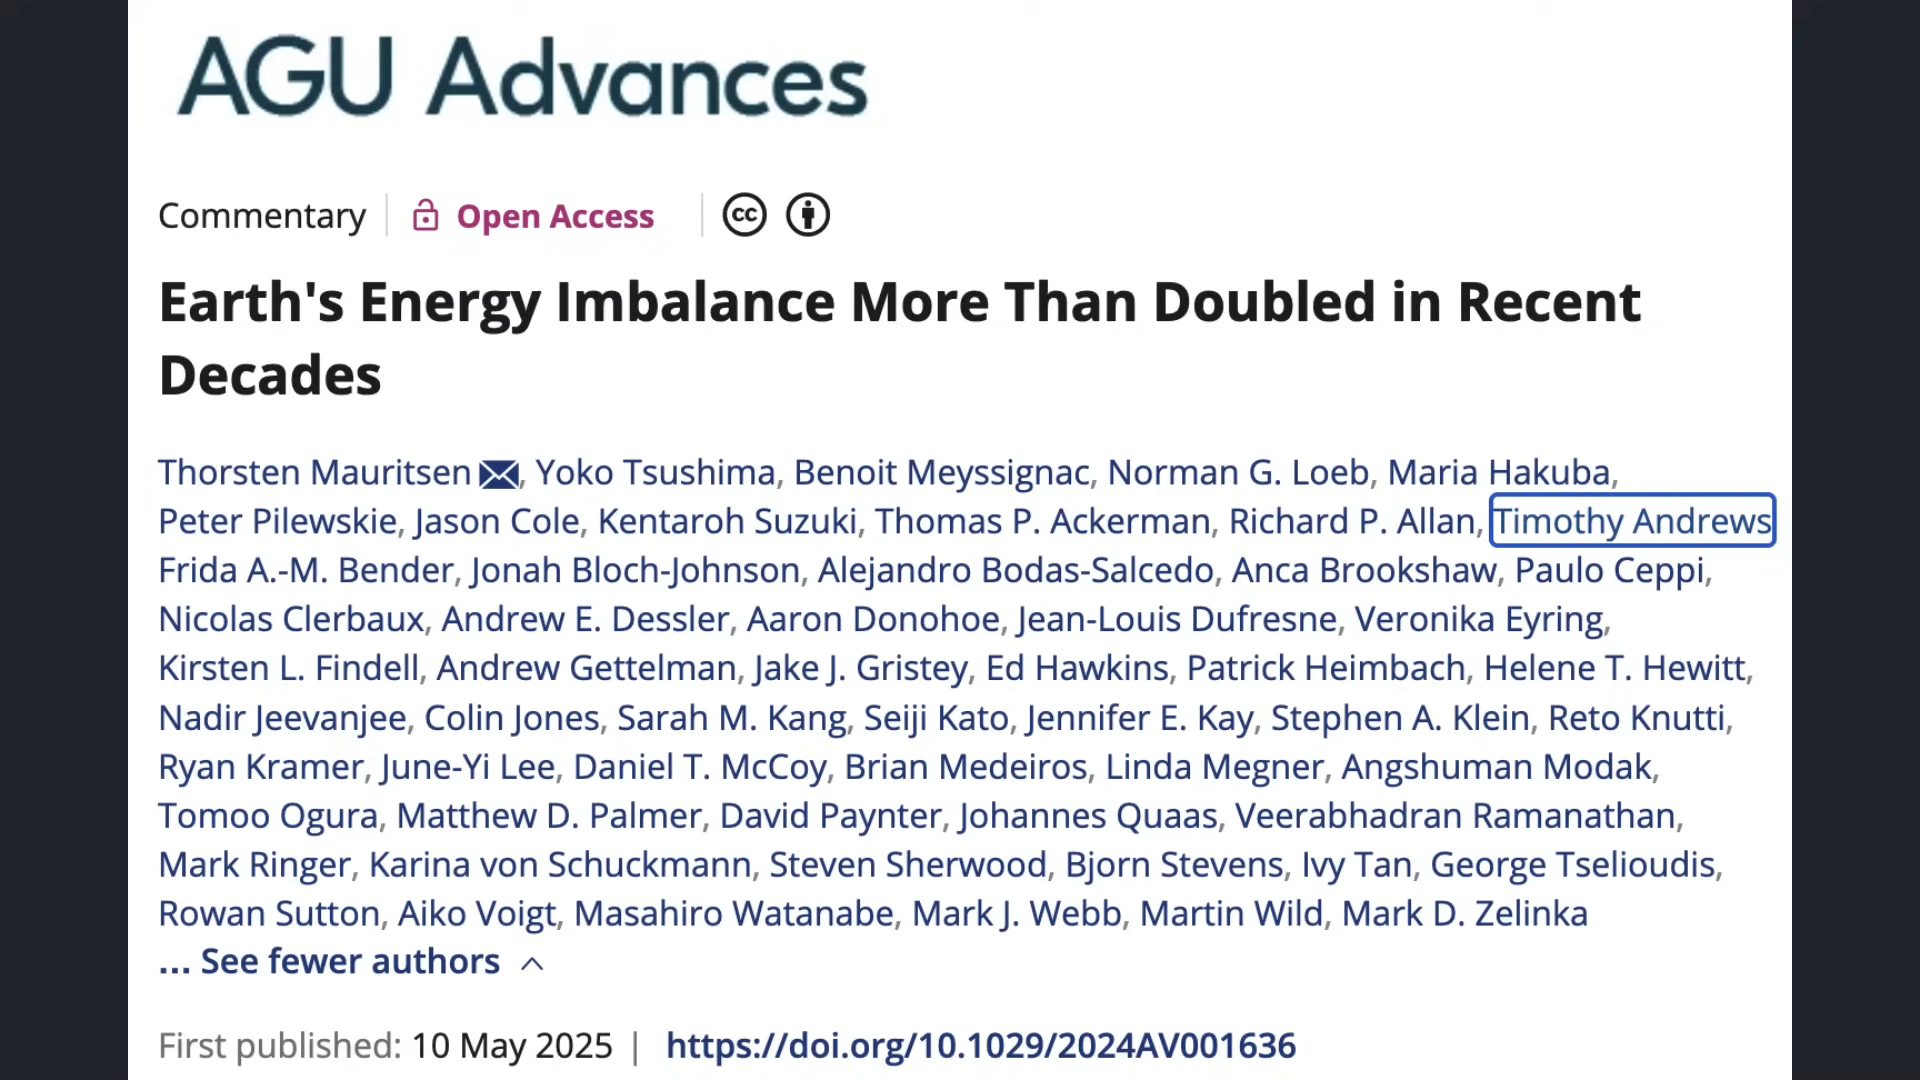 AGU Advances
Commentary Open Access cc
Earth's Energy Imbalance More Than Doubled in Recent
Decades
Thorsten Mauritsen, Yoko Tsushima, Benoit Meyssignac, Norman G. Loeb, Maria Hakuba,
Peter Pilewskie, Jason Cole, Kentaroh Suzuki, Thomas P. Ackerman, Richard P. Allan, Timothy Andrews
Frida A.-M. Bender, Jonah Bloch-Johnson, Alejandro Bodas-Salcedo, Anca Brookshaw, Paulo Ceppi,
Nicolas Clerbaux, Andrew E. Dessler, Aaron Donohoe, Jean-Louis Dufresne, Veronika Eyring,
Kirsten L. Findell, Andrew Gettelman, Jake J. Gristey, Ed Hawkins, Patrick Heimbach, Helene T. Hewitt,
Nadir Jeevanjee, Colin Jones, Sarah M. Kang, Seiji Kato, Jennifer E. Kay, Stephen A. Klein, Reto Knutti,
Ryan Kramer, June-Yi Lee, Daniel T. McCoy, Brian Medeiros, Linda Megner, Angshuman Modak,
Tomoo Ogura, Matthew D. Palmer, David Paynter, Johannes Quaas, Veerabhadran Ramanathan,
Mark Ringer, Karina von Schuckmann, Steven Sherwood, Bjorn Stevens, Ivy Tan, George Tselioudis,
Rowan Sutton, Aiko Voigt, Masahiro Watanabe, Mark J. Webb, Martin Wild, Mark D. Zelinka
... See fewer authors
First published: 10 May 2025 | https://doi.org/10.1029/2024AV001636